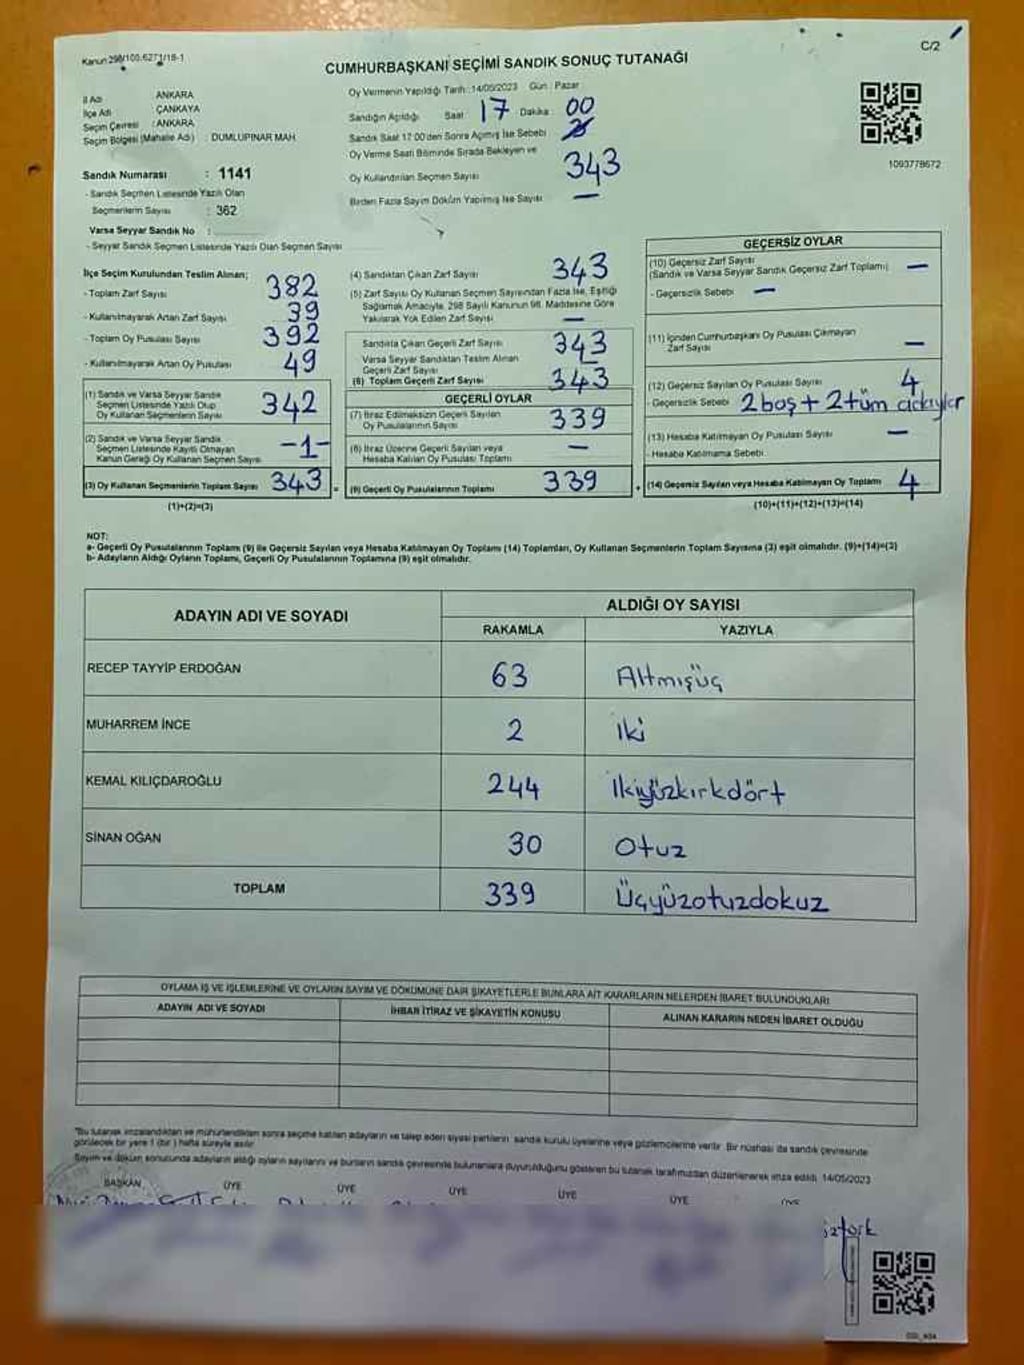 Kanun 298/100.6271/18-1
C/2
CUMHURBAŞKANI SEÇİMİ SANDIK SONUÇ TUTANAĞI
İl Adı ANKARA
İlçe Adı ÇANKAYA
Seçim Çevresi : ANKARA
Seçim Bölgesi (Mahalle Adı) : DUMLUPINAR MAH.
Sandık Numarası : 1141
- Sandık Seçmen Listesinde Yazılı Olan
Seçmenlerin Sayısı : 362
Varsa Seyyar Sandık No :
- Seyyar Sandık Seçmen Listesinde Yazılı Olan Seçmen Sayısı
Oy Vermenin Yapıldığı Tarih : 14/05/2023 Gün : Pazar
Sandığın Açıldığı Saat 17 Dakika : 00
Sandık Saat 17:00'den Sonra Açılmış İse Sebebi
Oy Verme Saati Bitiminde Sırada Bekleyen ve
Oy Kullandırılan Seçmen Sayısı 343
Birden Fazla Sayım Döküm Yapılmış İse Sayısı —
1093778672
İlçe Seçim Kurulundan Teslim Alınan;
- Toplam Zarf Sayısı 382
- Kullanılmayarak Artan Zarf Sayısı 39
- Toplam Oy Pusulası Sayısı 392
- Kullanılmayarak Artan Oy Pusulası 49
(1) Sandık ve Varsa Seyyar Sandık
Seçmen Listesinde Yazılı Olup
Oy Kullanan Seçmenlerin Sayısı 342
(2) Sandık ve Varsa Seyyar Sandık
Seçmen Listesinde Kayıtlı Olmayan
Kanun Gereği Oy Kullanan Seçmen Sayısı -1-
(3) Oy Kullanan Seçmenlerin Toplam Sayısı 343 =
(1)+(2)=(3)
(4) Sandıktan Çıkan Zarf Sayısı 343
(5) Zarf Sayısı Oy Kullanan Seçmen Sayısından Fazla İse, Eşitliği
Sağlamak Amacıyla, 298 Sayılı Kanunun 98. Maddesine Göre
Yakılarak Yok Edilen Zarf Sayısı —
Sandıkta Çıkan Geçerli Zarf Sayısı 343
Varsa Seyyar Sandıktan Teslim Alınan
Geçerli Zarf Sayısı
(6) Toplam Geçerli Zarf Sayısı 343
GEÇERLİ OYLAR
(7) İtiraz Edilmeksizin Geçerli Sayılan
Oy Pusulasının Sayısı 339
(8) İtiraz Üzerine Geçerli Sayılan veya
Hesaba Katılan Oy Pusulası Toplamı —
(9) Geçerli Oy Pusulalarının Toplamı 339 +
GEÇERSİZ OYLAR
(10) Geçersiz Zarf Sayısı
(Sandık ve Varsa Seyyar Sandık Geçersiz Zarf Toplamı) —
- Geçersizlik Sebebi —
(11) İçinden Cumhurbaşkanı Oy Pusulası Çıkmayan
Zarf Sayısı —
(12) Geçersiz Sayılan Oy Pusulası Sayısı 4
- Geçersizlik Sebebi 2 boş + 2 tüm adaylar
(13) Hesaba Katılmayan Oy Pusulası Sayısı —
- Hesaba Katılmama Sebebi
(14) Geçersiz Sayılan veya Hesaba Katılmayan Oy Toplamı 4
(10)+(11)+(12)+(13)=(14)
NOT:
a- Geçerli Oy Pusulalarının Toplamı (9) ile Geçersiz Sayılan veya Hesaba Katılmayan Oy Toplamı (14) Toplamları, Oy Kullanan Seçmenlerin Toplam Sayısına (3) eşit olmalıdır. (9)+(14)=(3)
b- Adayların Aldığı Oyların Toplamı, Geçerli Oy Pusulalarının Toplamına (9) eşit olmalıdır.
ADAYIN ADI VE SOYADI ALDIĞI OY SAYISI
RAKAMLA YAZIYLA
RECEP TAYYİP ERDOĞAN 63 Altmışüç
MUHARREM İNCE 2 İki
KEMAL KILIÇDAROĞLU 244 İkiyüzkırkdört
SİNAN OĞAN 30 Otuz
TOPLAM 339 Üçyüzotuzdokuz
OYLAMA İŞ VE İŞLEMLERİNE VE OYLARIN SAYIM VE DÖKÜMÜNE DAİR ŞİKAYETLERLE BUNLARA AİT KARARLARIN NELERDEN İBARET BULUNDUKLARI
ADAYIN ADI VE SOYADI İHBAR İTİRAZ VE ŞİKAYETİN KONUSU ALINAN KARARIN NEDEN İBARET OLDUĞU
*Bu tutanak imzalandıktan ve mühürlendikten sonra seçime katılan adayların ve talep eden siyasi partilerin sandık kurulu üyelerine veya gözlemcilerine verilir. Bir nüshası da sandık çevresinde
görülecek bir yere 1 (bir) hafta süreyle asılır.
Sayım ve döküm sonucunda adayların aldığı oyların sayılarını ve bunların sandık çevresinde bulunanlara duyurulduğunu gösteren bu tutanak tarafımızdan düzenlenerek imza edildi. 14/05/2023
BAŞKAN ÜYE ÜYE ÜYE ÜYE ÜYE ÜYE